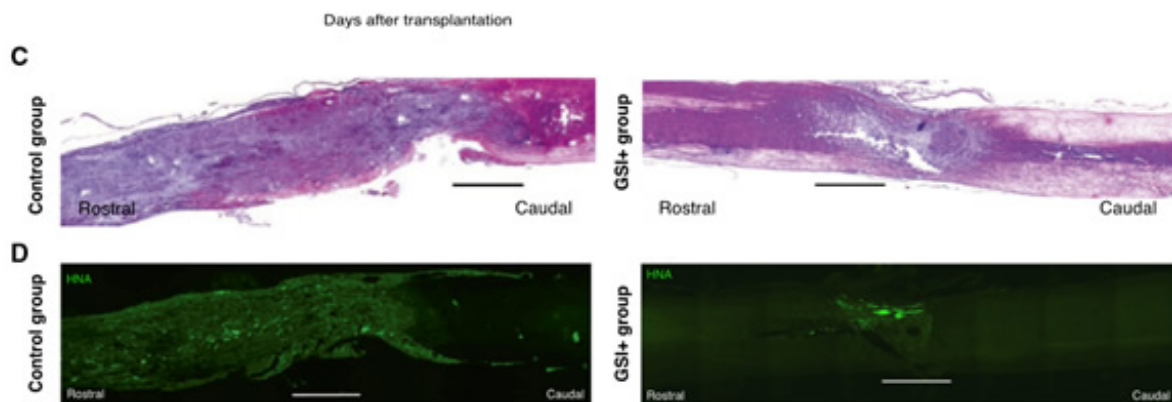 Days after transplantation
C
Control group
Rostral
Caudal
GSI+ group
Rostral
Caudal
D
Control group
HNA
Rostral
Caudal
GSI+ group
HNA
Rostral
Caudal